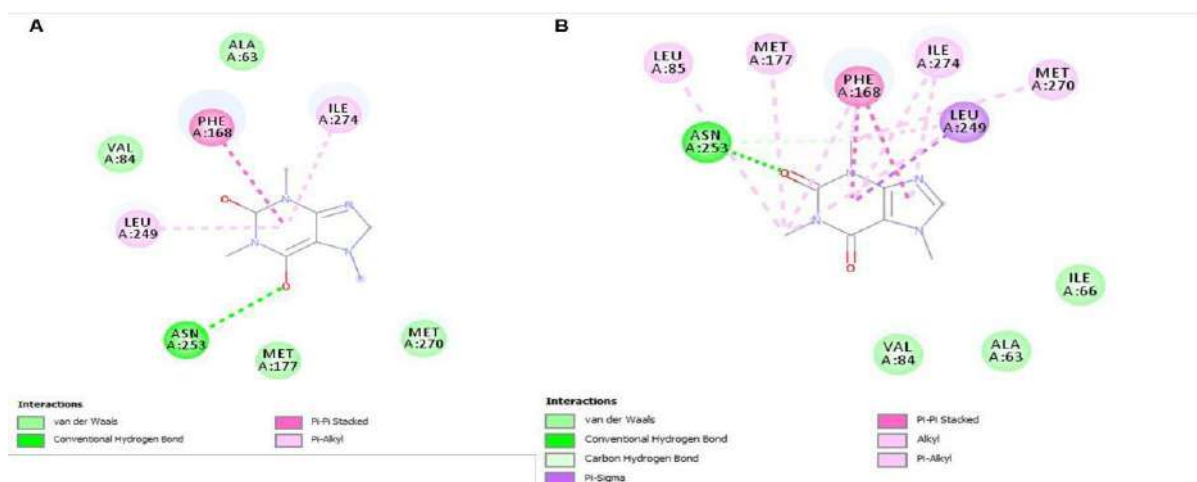 A
ALA
A:63
PHE
A:168
ILE
A:274
VAL
A:84
LEU
A:249
O
N
N
N
N
O
ASN
A:253
MET
A:177
MET
A:270
Interactions
van der Waals
Conventional Hydrogen Bond
Pi-Pi Stacked
Pi-Alkyl
B
LEU
A:85
MET
A:177
PHE
A:168
ILE
A:274
MET
A:270
ASN
A:253
LEU
A:249
O
N
N
N
N
O
ILE
A:66
VAL
A:84
ALA
A:63
Interactions
van der Waals
Conventional Hydrogen Bond
Carbon Hydrogen Bond
Pi-Sigma
Pi-Pi Stacked
Alkyl
Pi-Alkyl